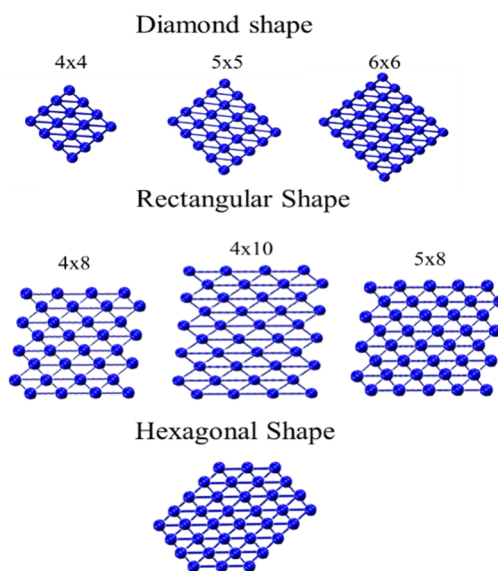 Diamond shape
4x4 5x5 6x6
Rectangular Shape
4x8 4x10 5x8
Hexagonal Shape